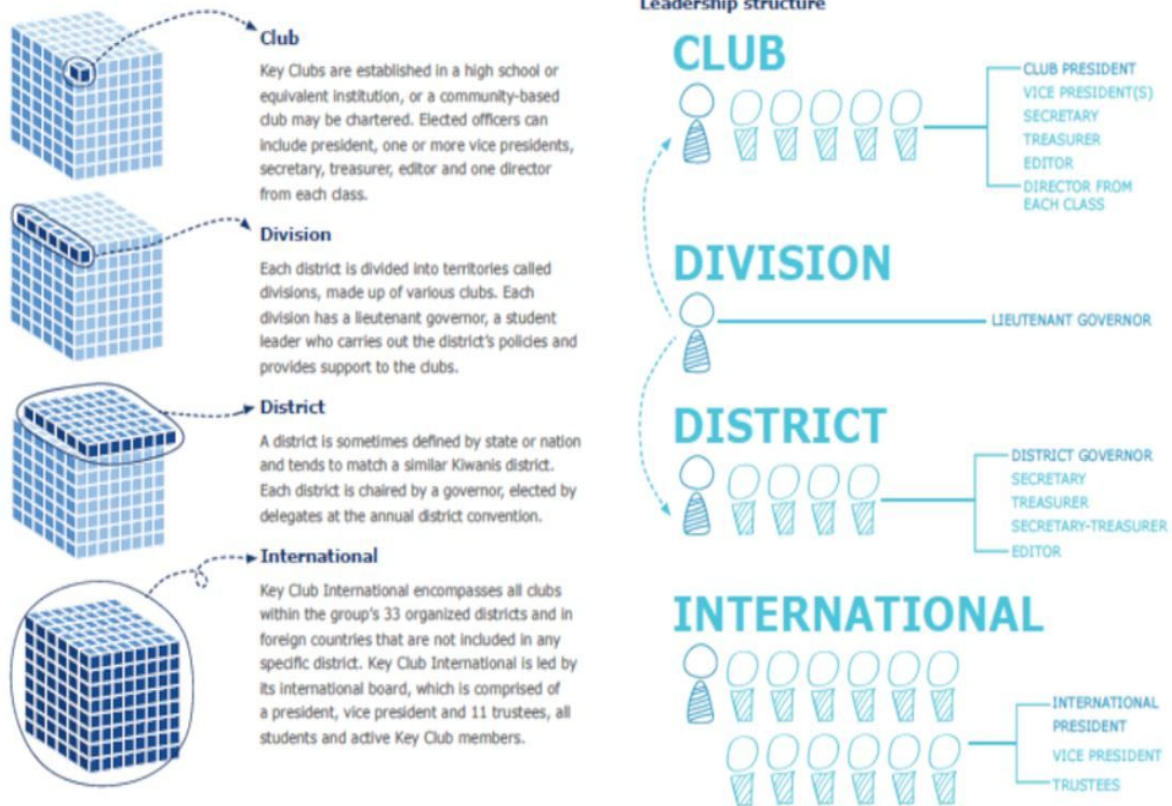 Club
Key Clubs are established in a high school or
equivalent institution, or a community-based
club may be chartered. Elected officers can
include president, one or more vice presidents,
secretary, treasurer, editor and one director
from each class.
Division
Each district is divided into territories called
divisions, made up of various clubs. Each
division has a lieutenant governor, a student
leader who carries out the district's policies and
provides support to the clubs.
District
A district is sometimes defined by state or nation
and tends to match a similar Kiwanis district.
Each district is chaired by a governor, elected by
delegates at the annual district convention.
International
Key Club International encompasses all clubs
within the group's 33 organized districts and in
foreign countries that are not included in any
specific district. Key Club International is led by
its international board, which is comprised of
a president, vice president and 11 trustees, all
students and active Key Club members.
Leadership structure
CLUB
CLUB PRESIDENT
VICE PRESIDENT(S)
SECRETARY
TREASURER
EDITOR
DIRECTOR FROM
EACH CLASS
DIVISION
LIEUTENANT GOVERNOR
DISTRICT
DISTRICT GOVERNOR
SECRETARY
TREASURER
SECRETARY-TREASURER
EDITOR
INTERNATIONAL
INTERNATIONAL
PRESIDENT
VICE PRESIDENT
TRUSTEES